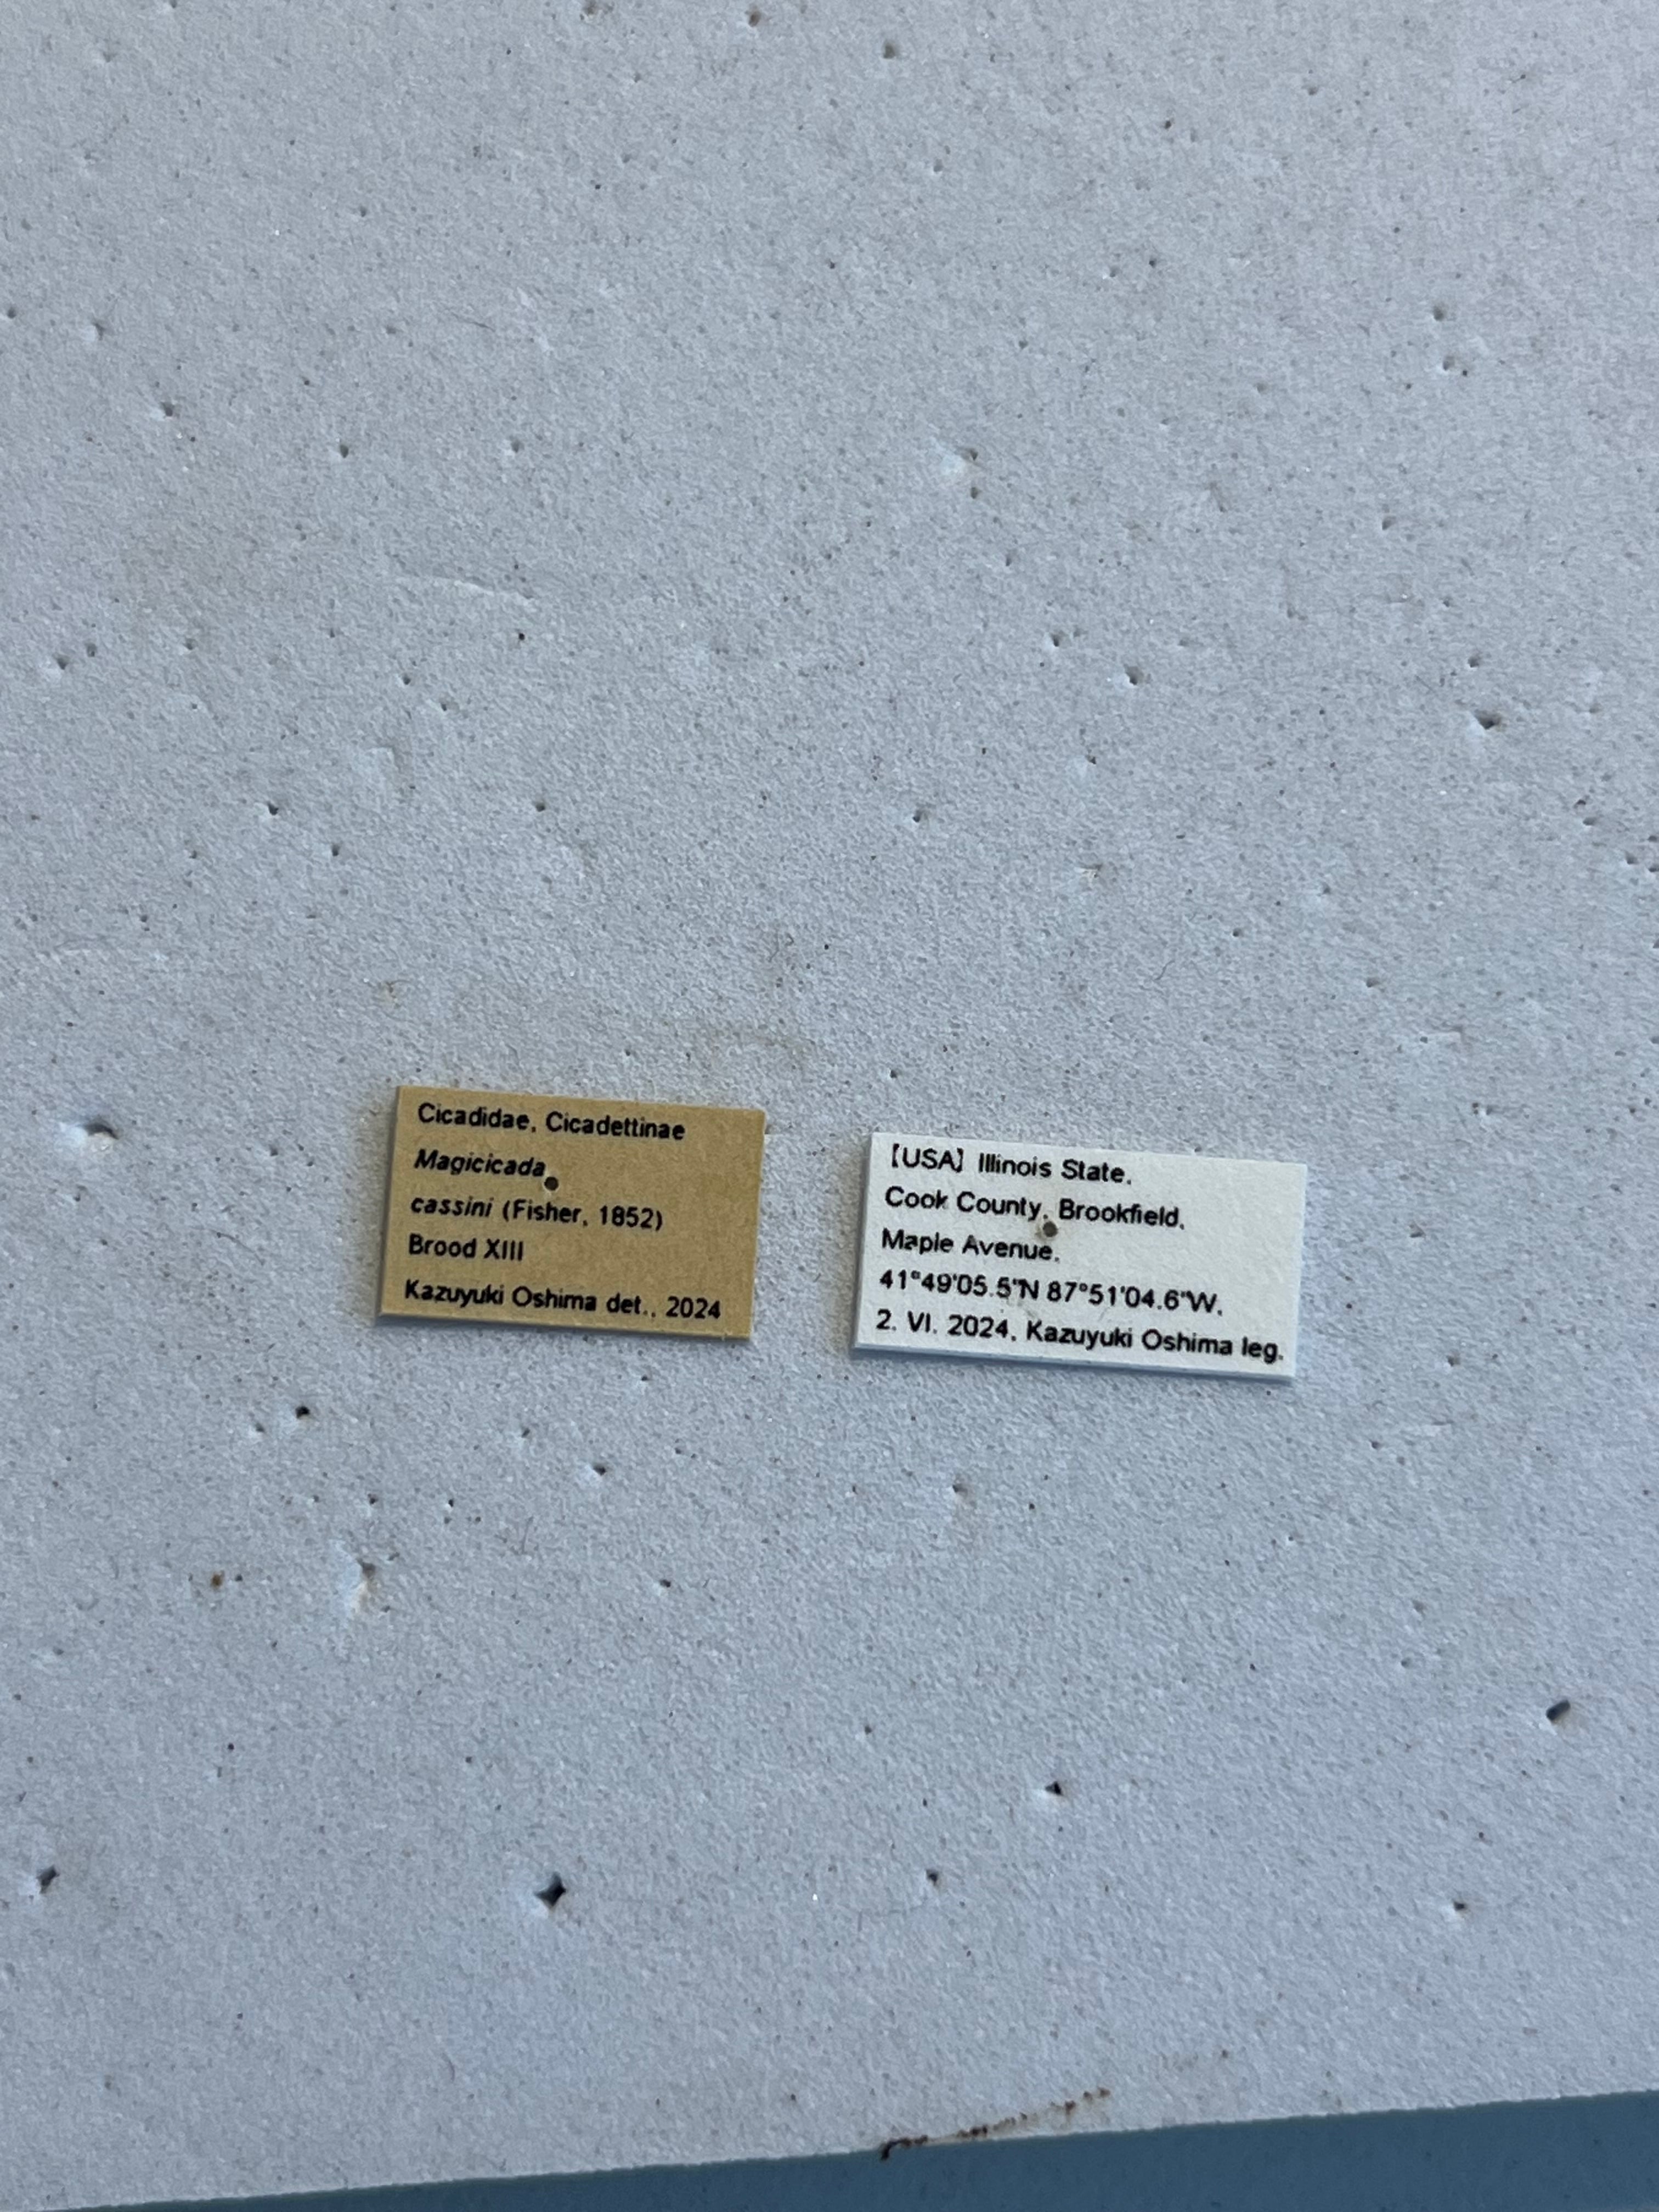 Cicadidae, Cicadettinae
Magicicada
cassini (Fisher, 1852)
Brood XIII
Kazuyuki Oshima det., 2024
【USA】 Illinois State,
Cook County, Brookfield,
Maple Avenue,
41°49'05.5"N 87°51'04.6"W,
2. VI. 2024, Kazuyuki Oshima leg.